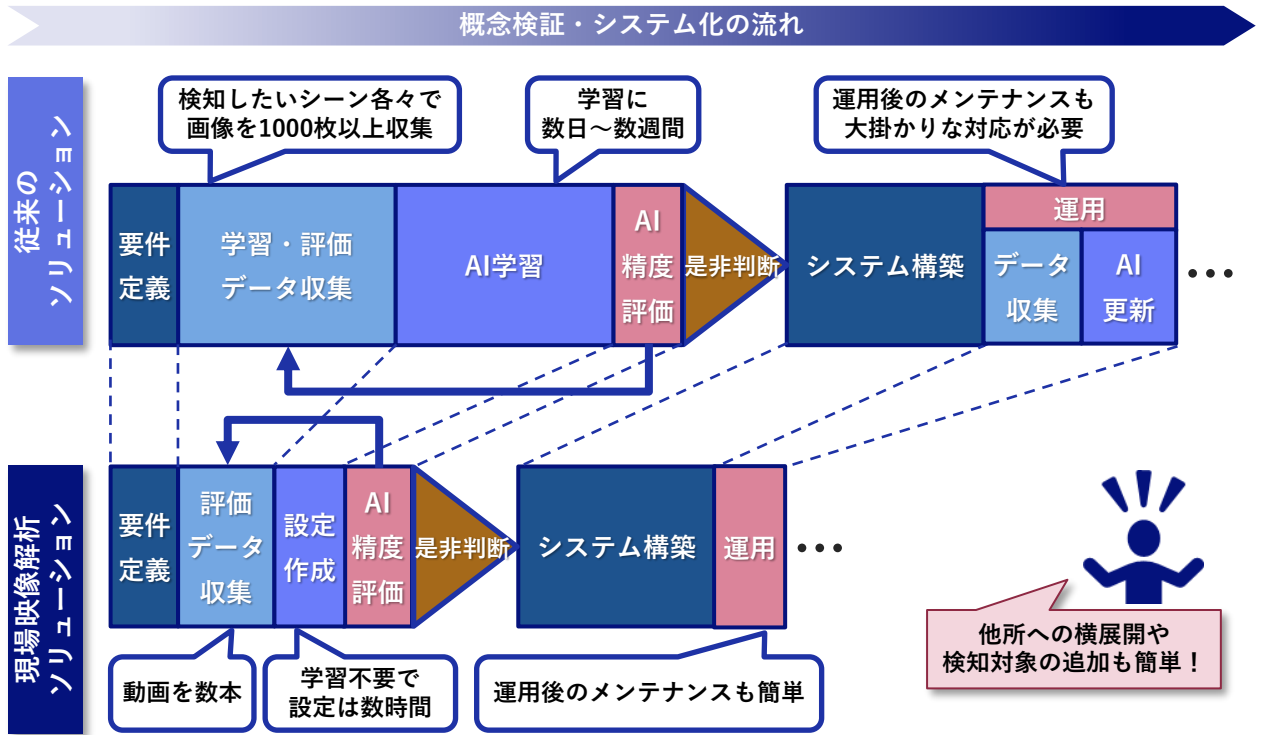 概念検証・システム化の流れ
従来の
ソリューション
検知したいシーン各々で
画像を1000枚以上収集
学習に
数日～数週間
運用後のメンテナンスも
大掛かりな対応が必要
要件
定義
学習・評価
データ収集
AI学習
AI
精度
評価
是非判断
システム構築
運用
データ
収集
AI
更新
•••
現場映像解析
ソリューション
要件
定義
評価
データ
収集
設定
作成
AI
精度
評価
是非判断
システム構築
運用
•••
動画を数本
学習不要で
設定は数時間
運用後のメンテナンスも簡単
他所への横展開や
検知対象の追加も簡単！